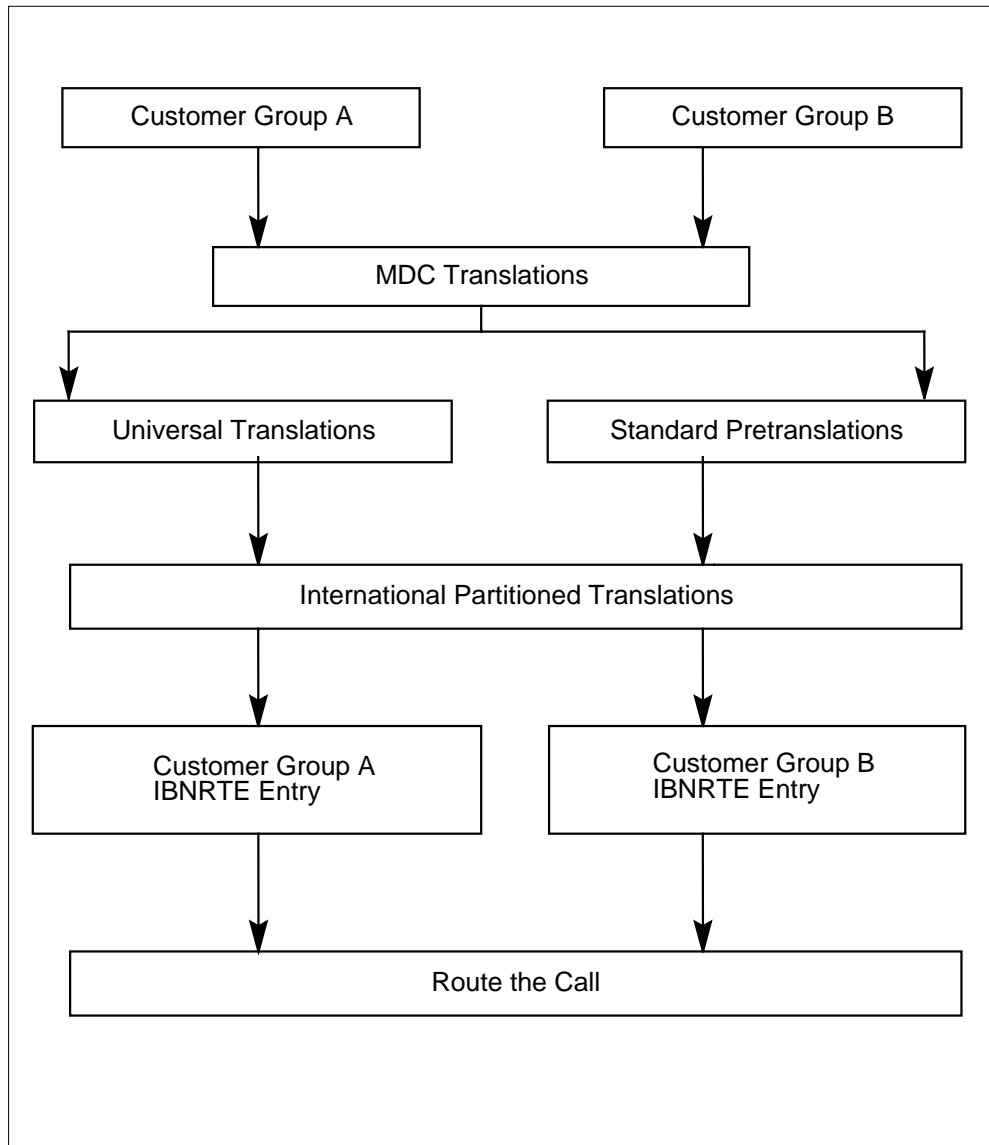 Customer Group A
Customer Group B
MDC Translations
Universal Translations
Standard Pretranslations
International Partitioned Translations
Customer Group A
IBNRTE Entry
Customer Group B
IBNRTE Entry
Route the Call